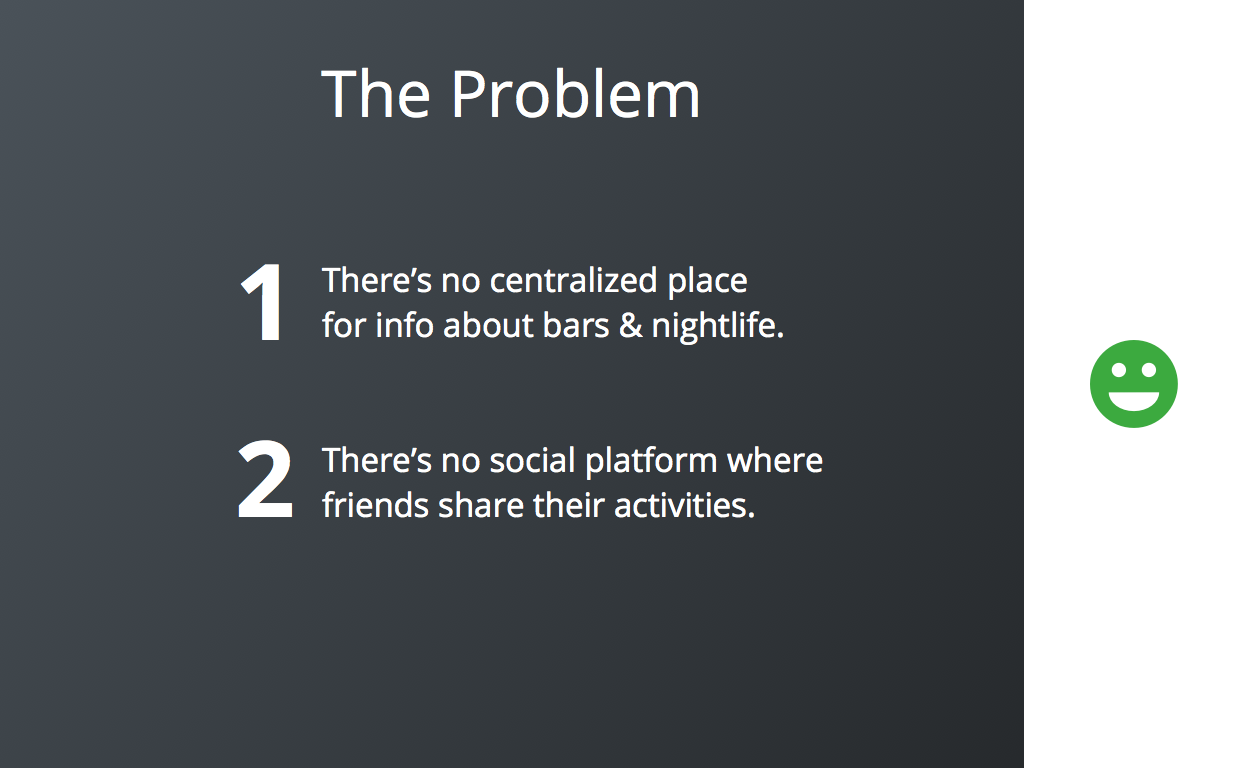 The Problem
1
There’s no centralized place
for info about bars & nightlife.
2
There’s no social platform where
friends share their activities.